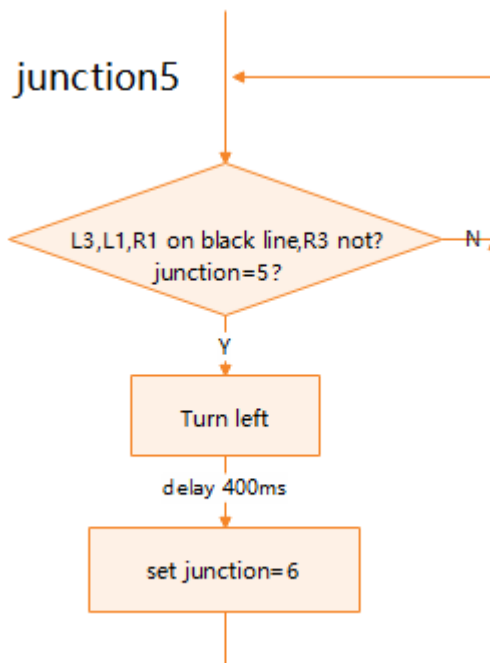 junction5
L3,L1,R1 on black line,R3 not?
junction=5?
N
Y
Turn left
delay 400ms
set junction=6